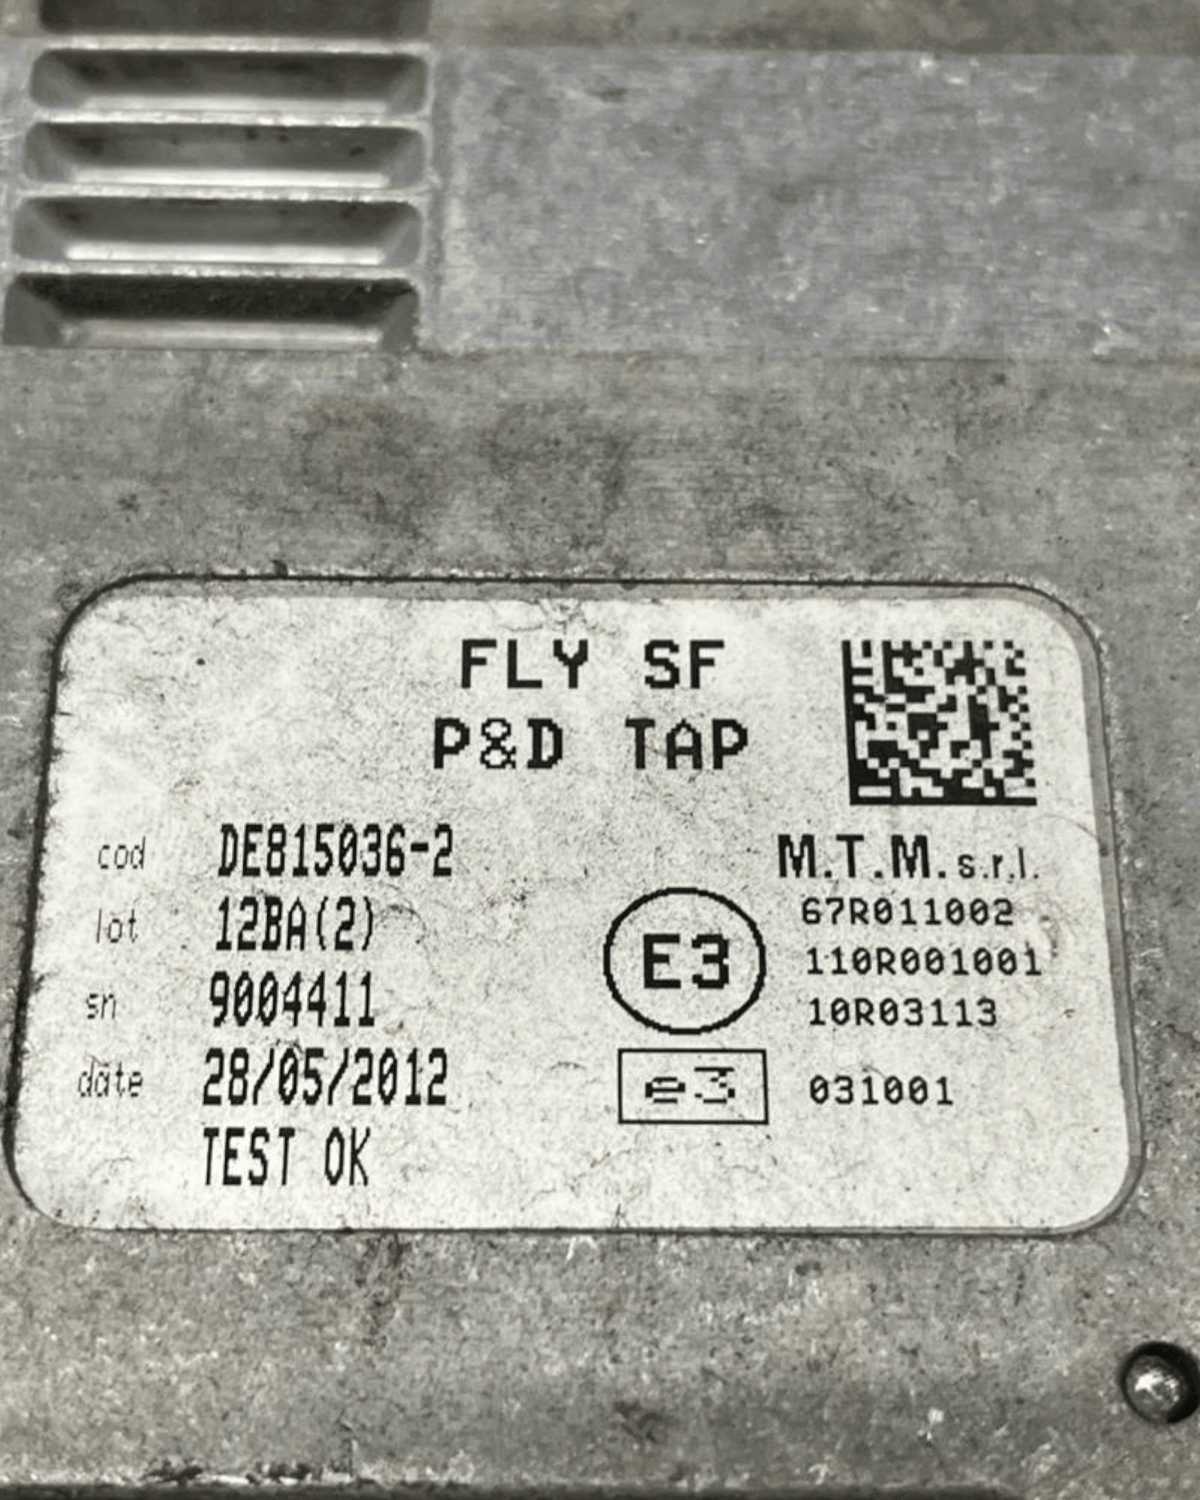 FLY SF
P&D TAP
cod DE815036-2
lot 12BA(2)
sn 9004411
date 28/05/2012
TEST OK
M.T.M. s.r.l.
E3
67R011002
110R001001
10R03113
e3 031001